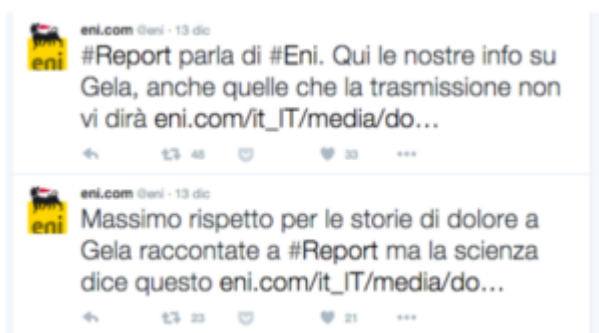 eni.com @eni · 13 dic
#Report parla di #Eni. Qui le nostre info su
Gela, anche quelle che la trasmissione non
vi dirà eni.com/it_IT/media/do...
48 33
eni
eni.com @eni · 13 dic
Massimo rispetto per le storie di dolore a
Gela raccontate a #Report ma la scienza
dice questo eni.com/it_IT/media/do...
23 21
eni